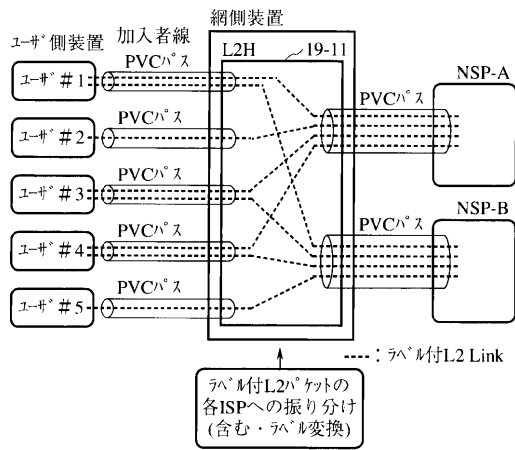 網側装置
ユーザ側装置
加入者線
L2H
19-11
PVCパス
NSP-A
ユーザ#1
PVCパス
PVCパス
ユーザ#2
PVCパス
ユーザ#3
PVCパス
NSP-B
PVCパス
ユーザ#4
PVCパス
ユーザ#5
-----：ラベル付L2 Link
ラベル付L2パケットの
各ISPへの振り分け
(含む・ラベル変換)